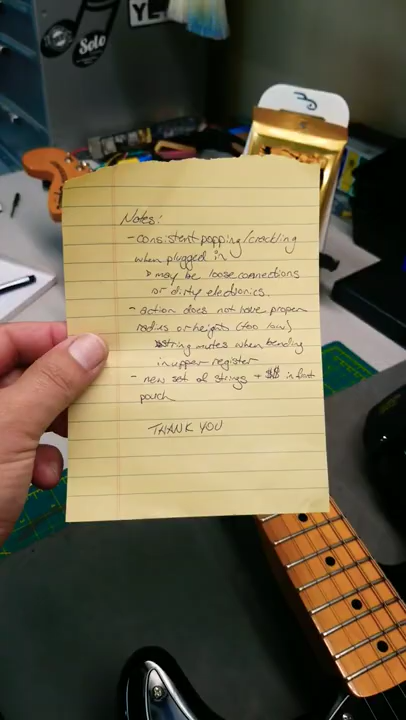 Solo
Notes:
- consistent popping/crackling
when plugged in
↳ may be loose connections
or dirty electronics.
- action does not have proper
radius or height (too low)
↳ string mutes when bending
in upper register
- new set of strings + $$ in front
pouch
THANK YOU